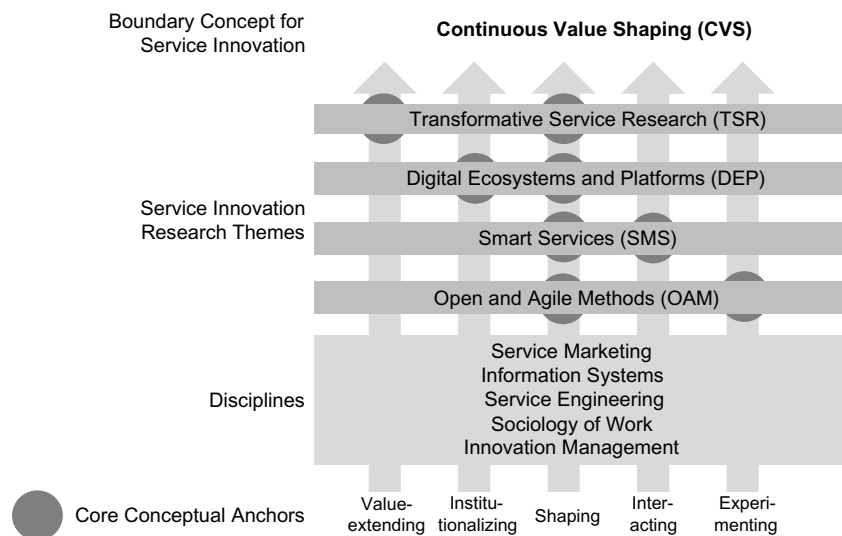 Boundary Concept for
Service Innovation
Continuous Value Shaping (CVS)
Transformative Service Research (TSR)
Digital Ecosystems and Platforms (DEP)
Service Innovation
Research Themes
Smart Services (SMS)
Open and Agile Methods (OAM)
Disciplines
Service Marketing
Information Systems
Service Engineering
Sociology of Work
Innovation Management
Core Conceptual Anchors
Value-
extending
Institu-
tionalizing
Shaping
Inter-
acting
Experi-
menting